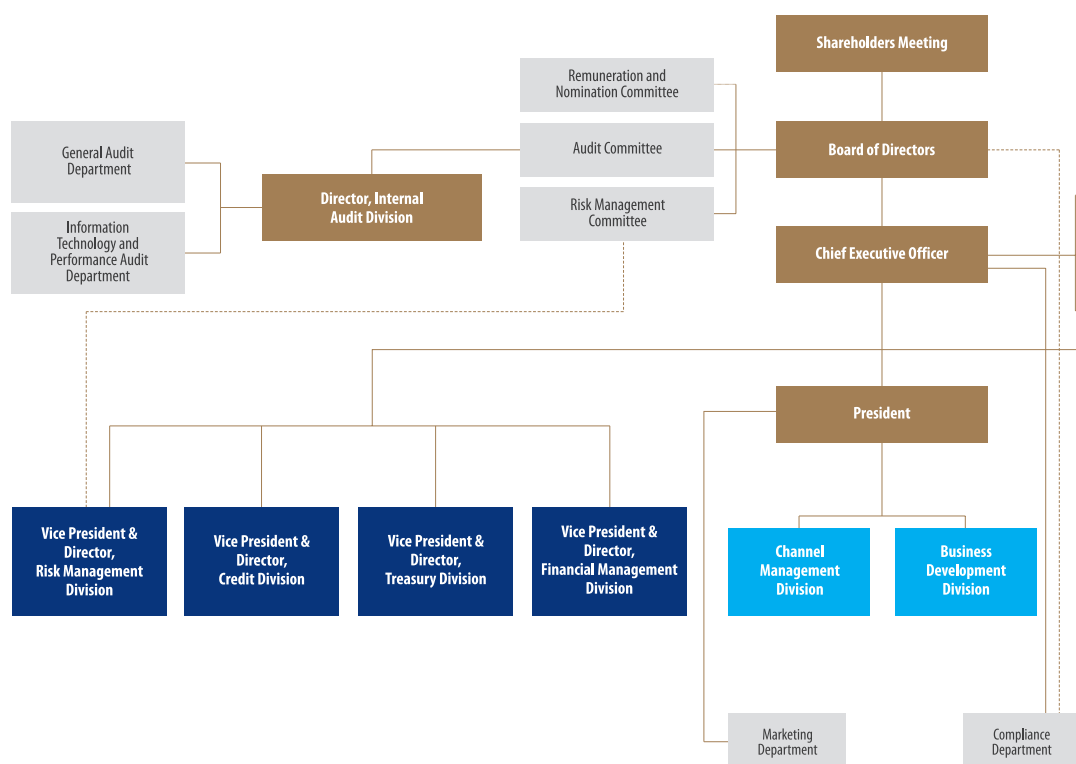 Shareholders Meeting
Remuneration and
Nomination Committee
General Audit
Department
Audit Committee
Board of Directors
Director, Internal
Audit Division
Risk Management
Committee
Information
Technology and
Performance Audit
Department
Chief Executive Officer
President
Vice President &
Director,
Risk Management
Division
Vice President &
Director,
Credit Division
Vice President &
Director,
Treasury Division
Vice President &
Director,
Financial Management
Division
Channel
Management
Division
Business
Development
Division
Marketing
Department
Compliance
Department